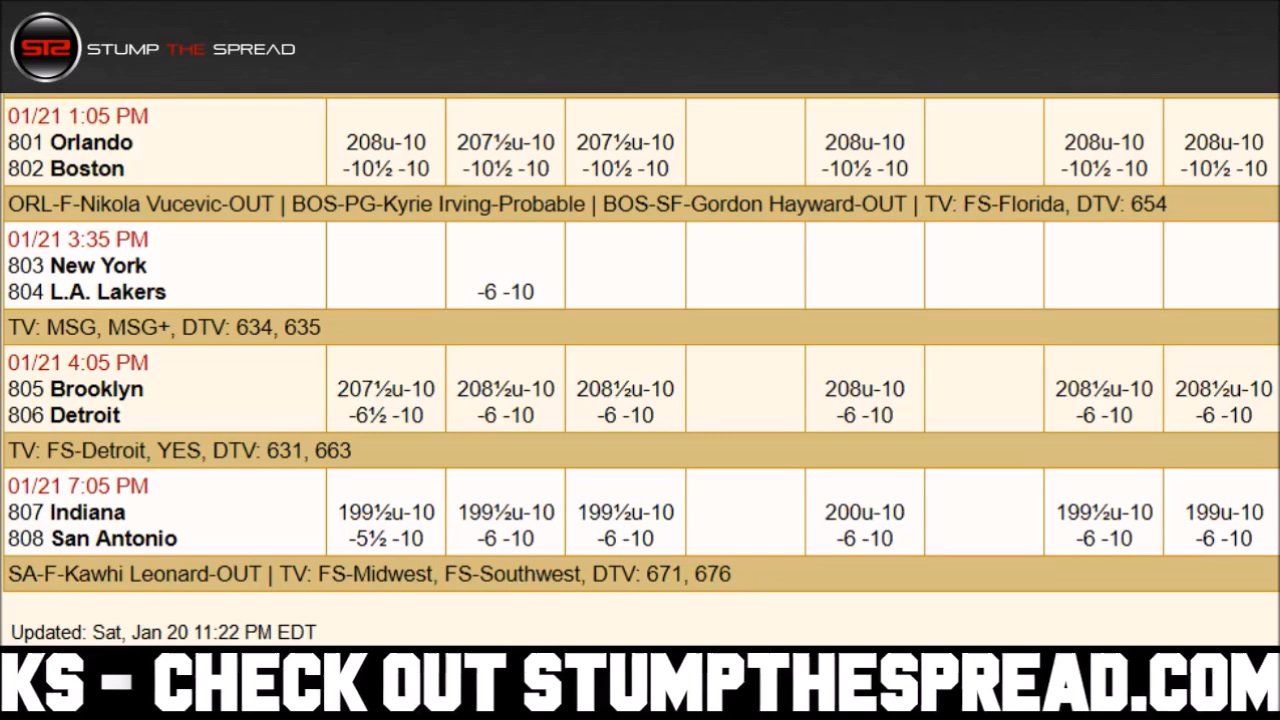 STS STUMP THE SPREAD
01/21 1:05 PM
801 Orlando 208u-10 207½u-10 207½u-10 208u-10 208u-10 208u-10
802 Boston -10½ -10 -10½ -10 -10½ -10 -10½ -10 -10½ -10 -10½ -10
ORL-F-Nikola Vucevic-OUT | BOS-PG-Kyrie Irving-Probable | BOS-SF-Gordon Hayward-OUT | TV: FS-Florida, DTV: 654
01/21 3:35 PM
803 New York
804 L.A. Lakers -6 -10
TV: MSG, MSG+, DTV: 634, 635
01/21 4:05 PM
805 Brooklyn 207½u-10 208½u-10 208½u-10 208u-10 208½u-10 208½u-10
806 Detroit -6½ -10 -6 -10 -6 -10 -6 -10 -6 -10 -6 -10
TV: FS-Detroit, YES, DTV: 631, 663
01/21 7:05 PM
807 Indiana 199½u-10 199½u-10 199½u-10 200u-10 199½u-10 199u-10
808 San Antonio -5½ -10 -6 -10 -6 -10 -6 -10 -6 -10 -6 -10
SA-F-Kawhi Leonard-OUT | TV: FS-Midwest, FS-Southwest, DTV: 671, 676
Updated: Sat, Jan 20 11:22 PM EDT
KS - CHECK OUT STUMPTHESPREAD.COM